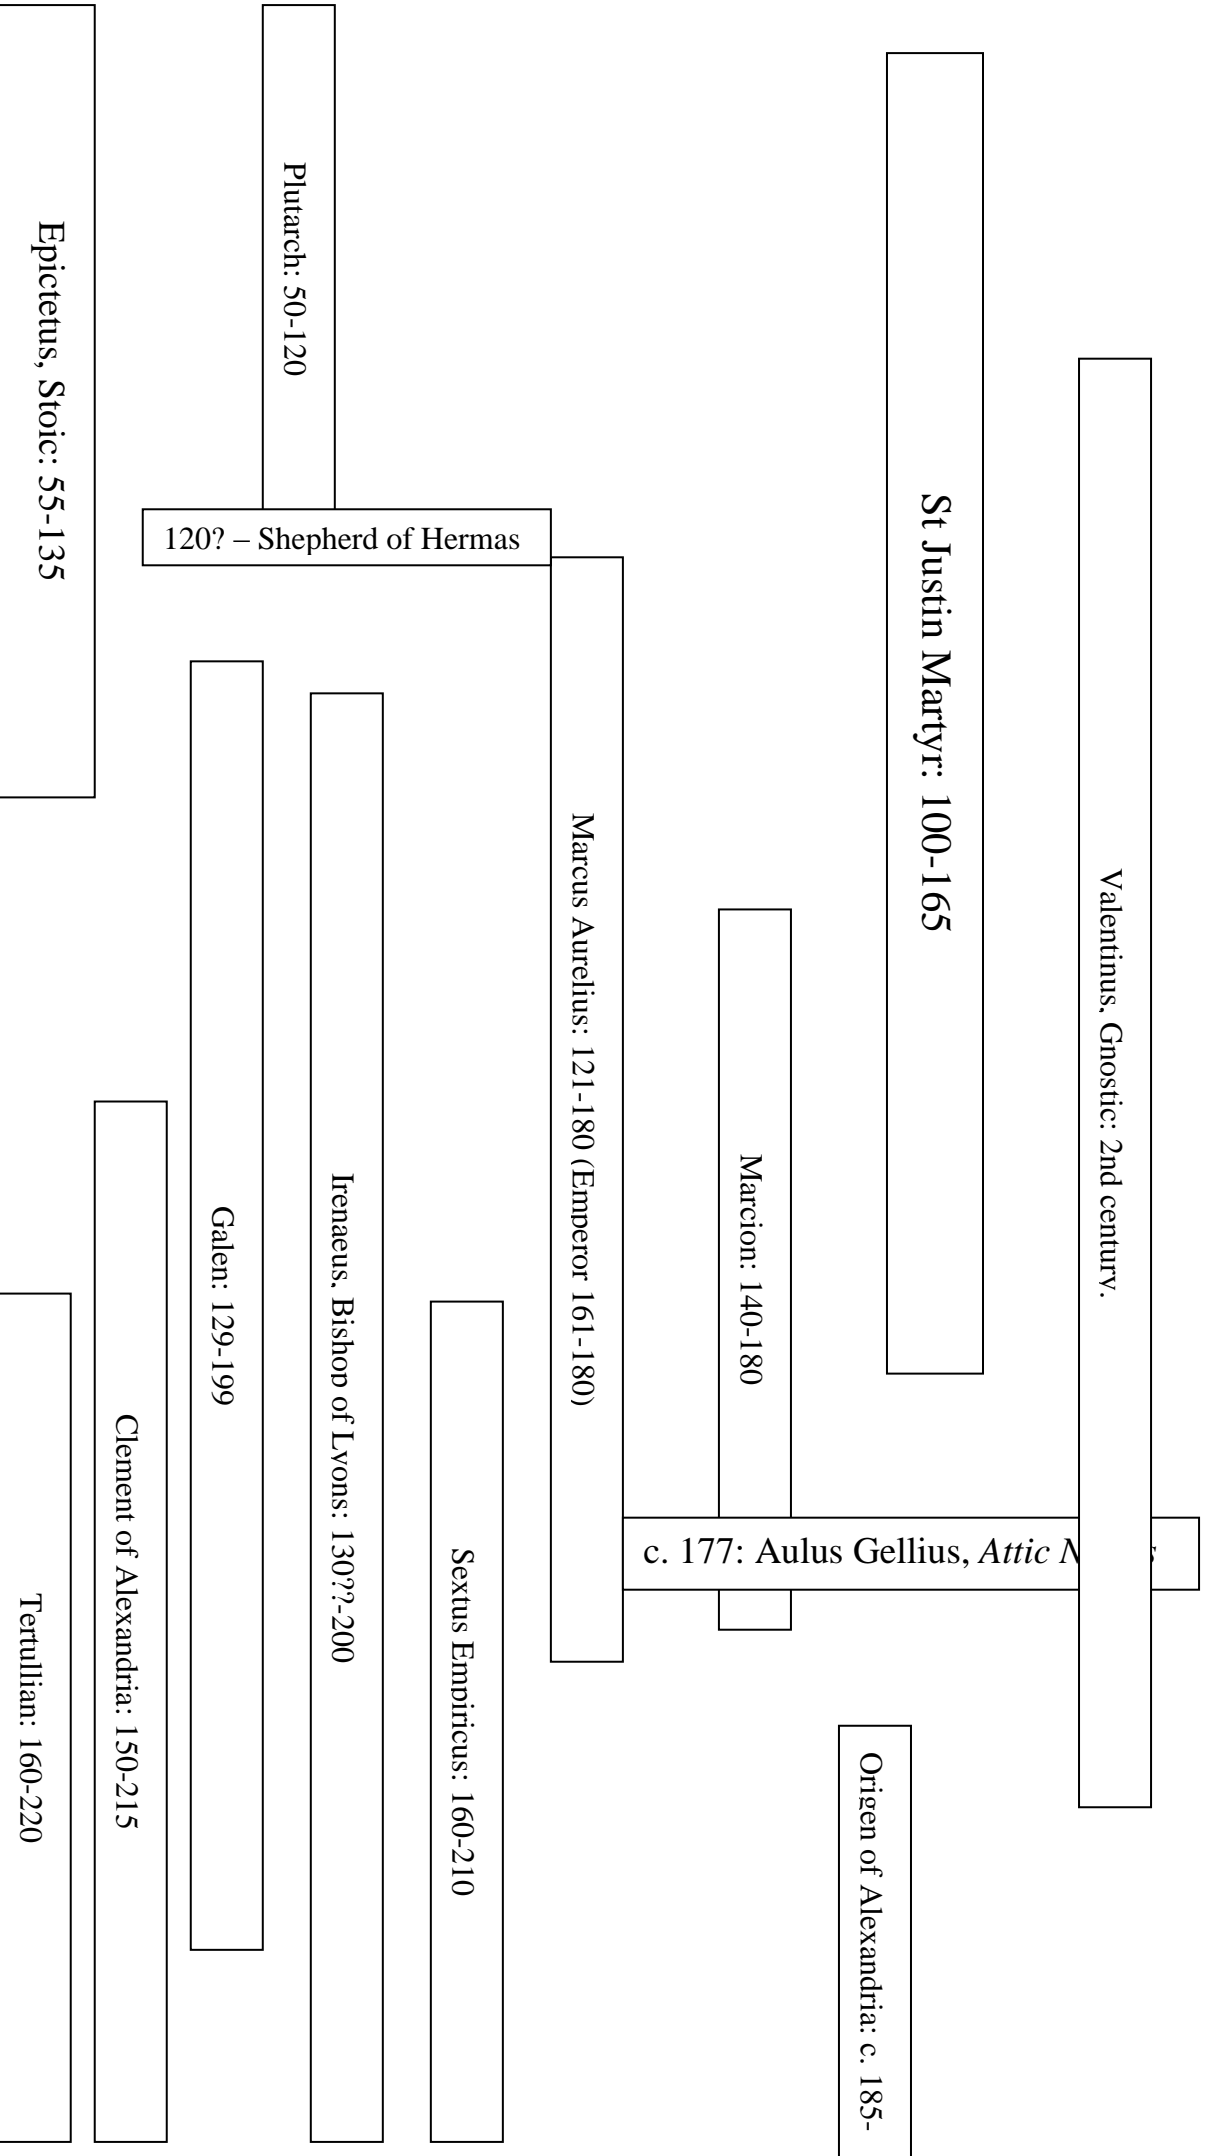 Epictetus, Stoic: 55-135
Plutarch: 50-120
120? – Shepherd of Hermas
St Justin Martyr: 100-165
Valentinus, Gnostic: 2nd century.
Marcus Aurelius: 121-180 (Emperor 161-180)
Galen: 129-199
Irenaeus, Bishop of Lyons: 130??-200
Marcion: 140-180
Clement of Alexandria: 150-215
Tertullian: 160-220
Sextus Empiricus: 160-210
c. 177: Aulus Gellius, Attic
Origen of Alexandria: c. 185-